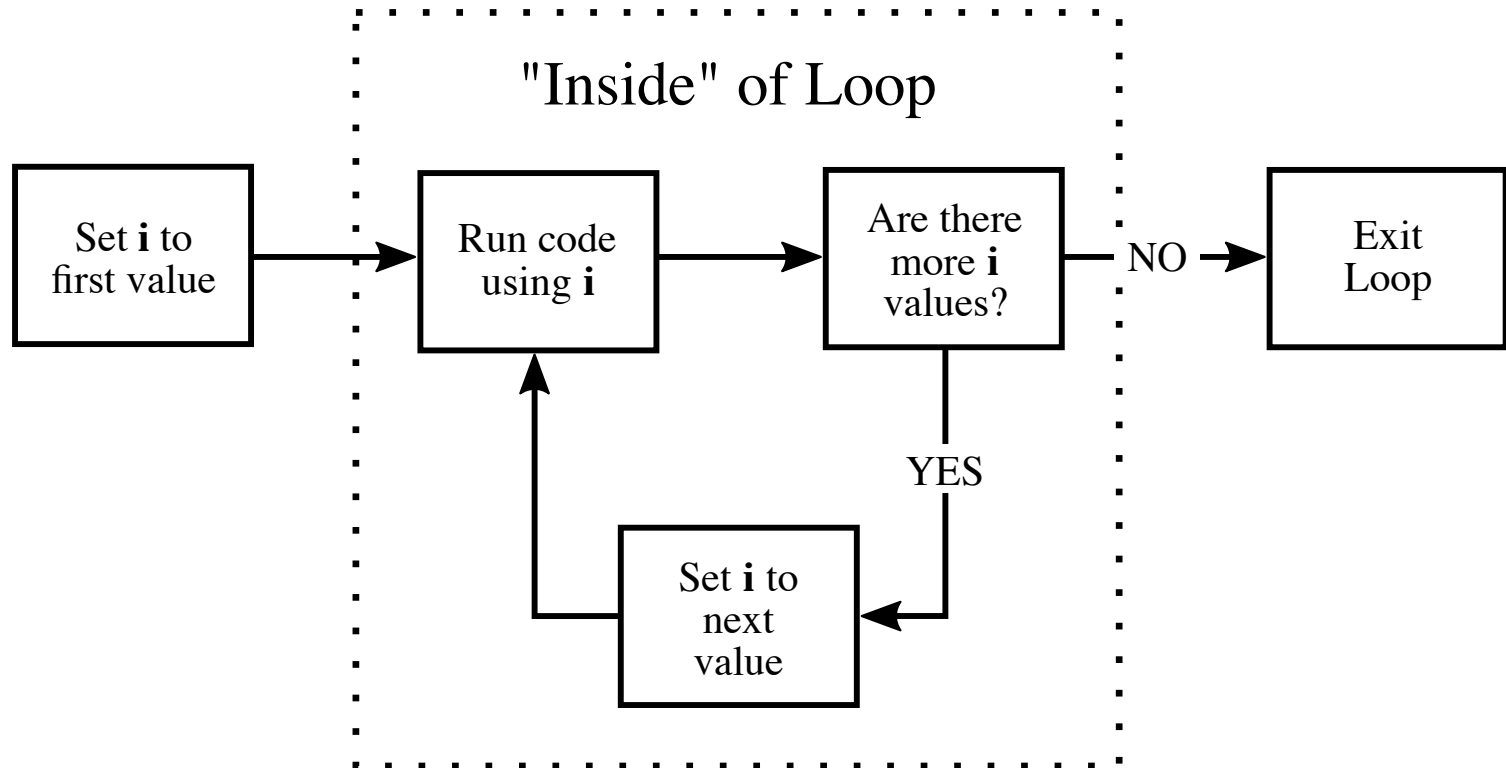 "Inside" of Loop
Set i to
first value
Run code
using i
Are there
more i
values?
NO
Exit
Loop
YES
Set i to
next
value